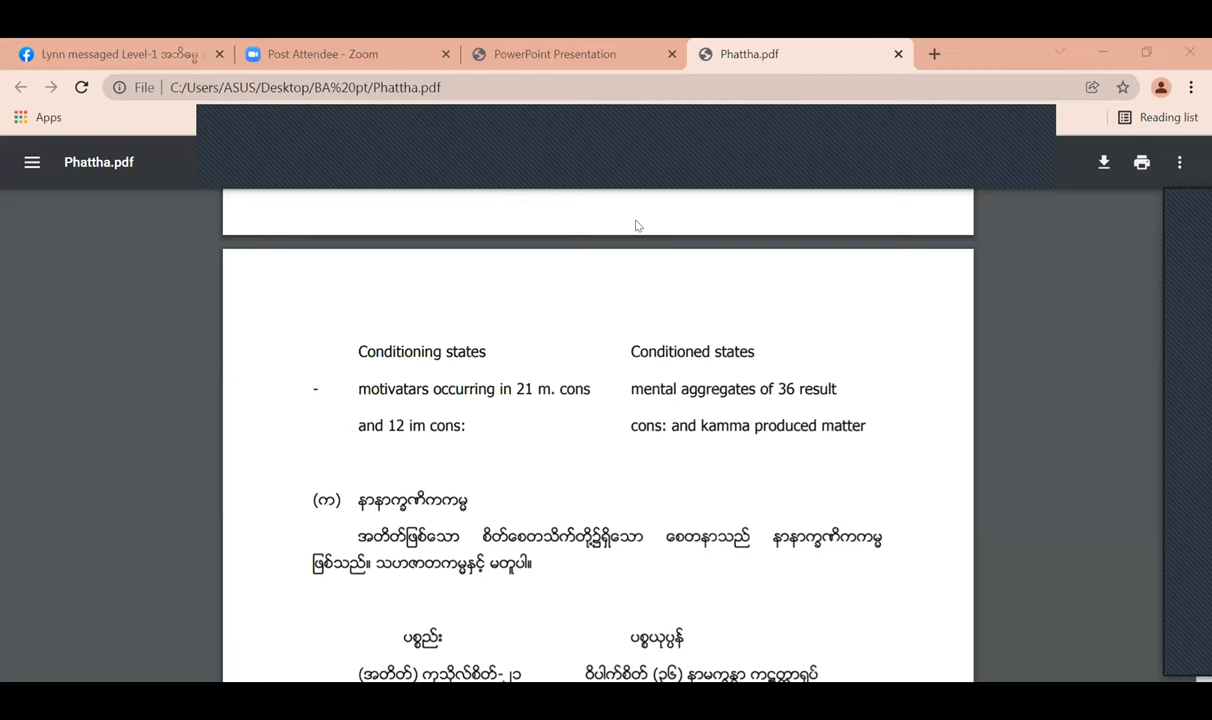 Lynn messaged Level-1 အဘိဓမ္မ
Post Attendee - Zoom
PowerPoint Presentation
Phattha.pdf
File C:/Users/ASUS/Desktop/BA%20pt/Phattha.pdf
Apps
Reading list
Phattha.pdf
Conditioning states Conditioned states
- motivatars occurring in 21 m. cons mental aggregates of 36 result
and 12 im cons: cons: and kamma produced matter
(က) နာနာက္ခဏိကကမ္မ
အတိတ်ဖြစ်သော စိတ်စေတသိက်တို့၌ရှိသော စေတနာသည် နာနာက္ခဏိကကမ္မ
ဖြစ်သည်။ သဟဇာတကမ္မနှင့် မတူပါ။
ပစ္စည်း ပစ္စယုပ္ပန်
(အတိတ်) ကုသိုလ်စိတ်-၂၁ ဝိပါက်စိတ် (၃၆) နာမက္ခန္ဓာ ကဋတ္တာရုပ်